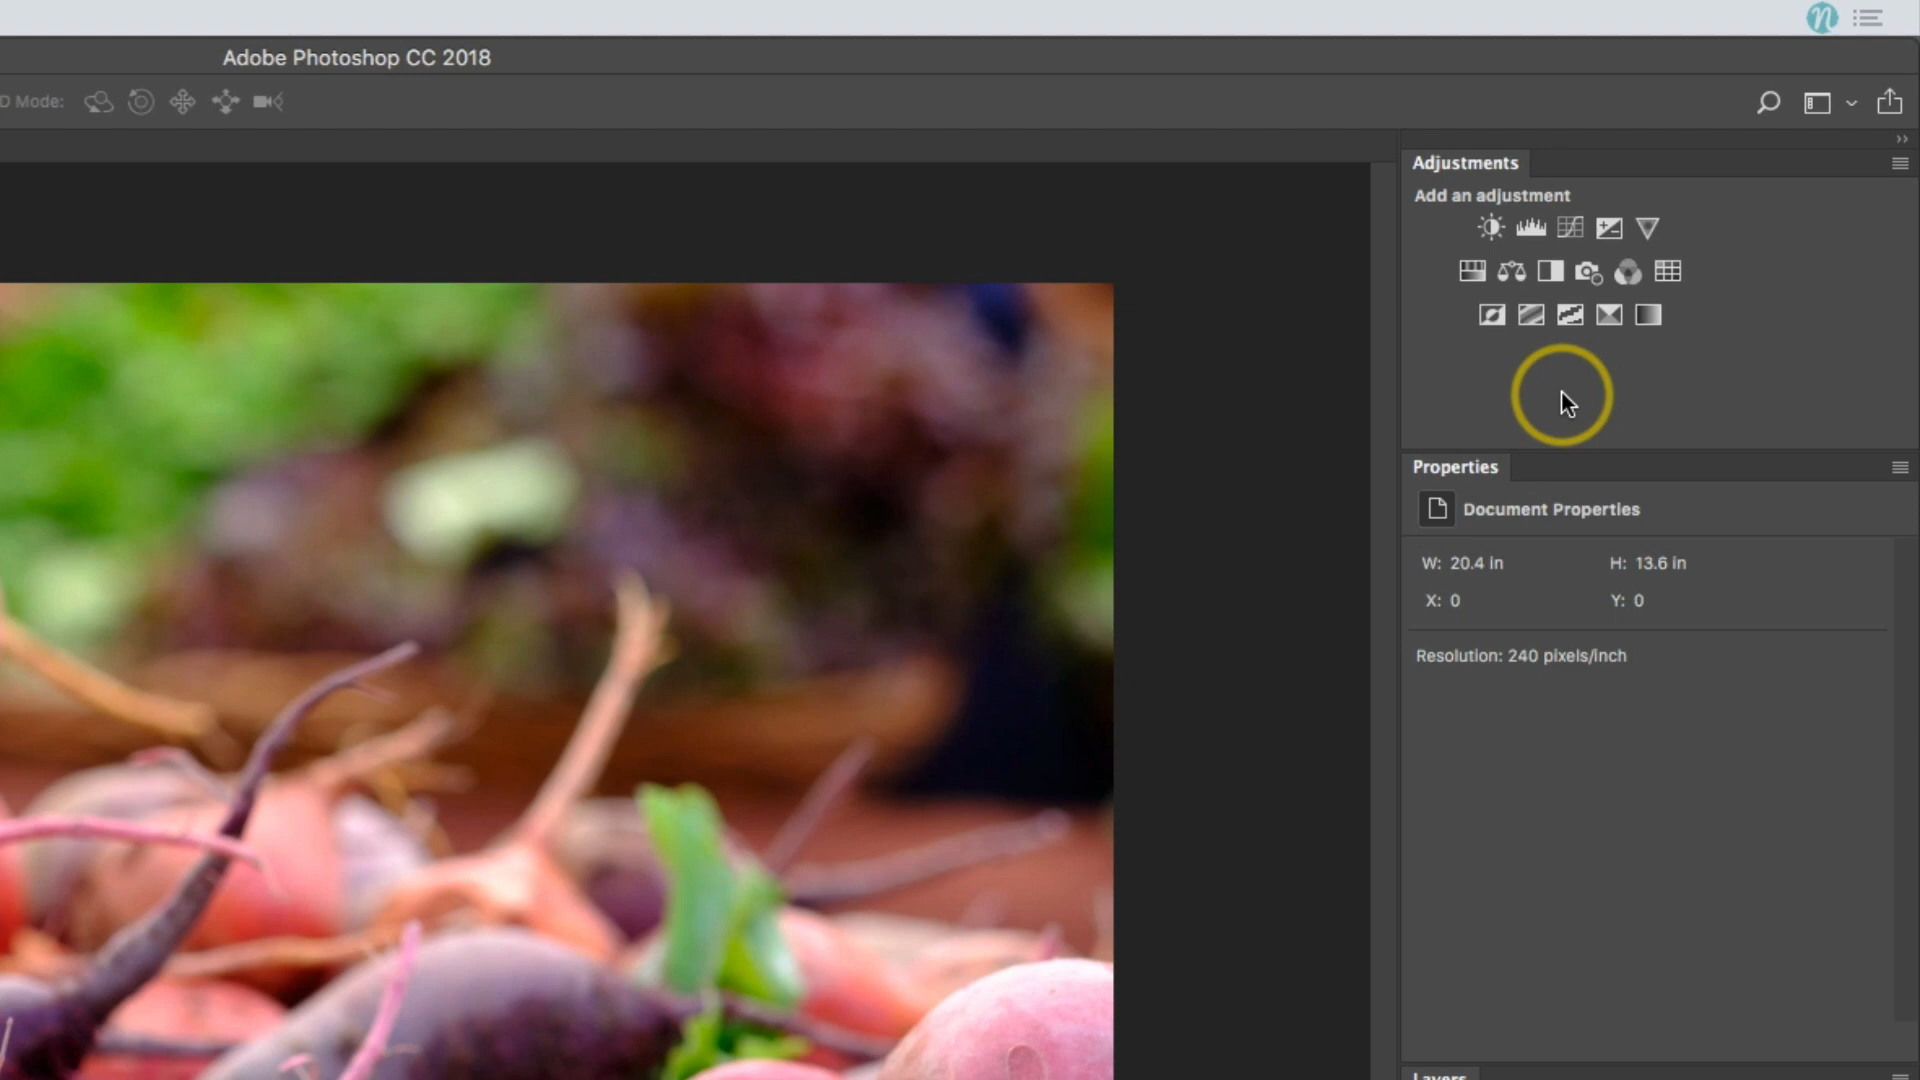 n
Adobe Photoshop CC 2018
D Mode:
Adjustments
Add an adjustment
Properties
Document Properties
W: 20.4 in H: 13.6 in
X: 0 Y: 0
Resolution: 240 pixels/inch
Layers